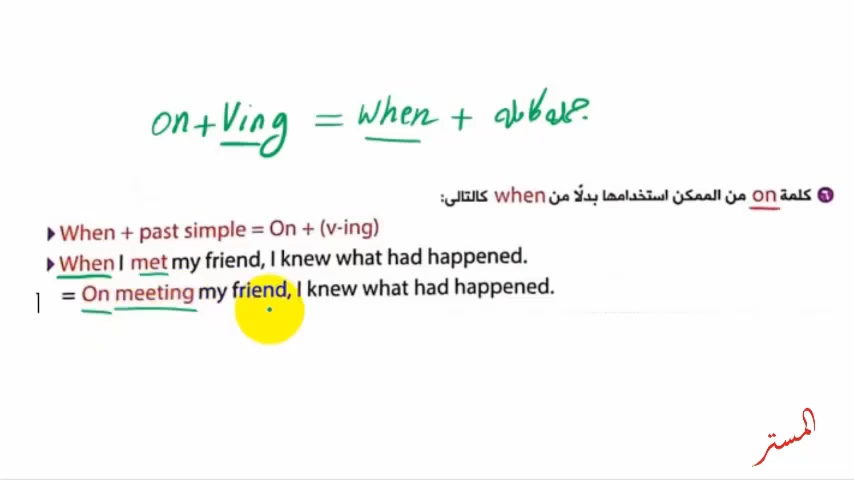 on + Ving = when + جملة كاملة
٦ كلمة on من الممكن استخدامها بدلًا من when كالتالى:
When + past simple = On + (v-ing)
When I met my friend, I knew what had happened.
= On meeting my friend, I knew what had happened.
المستر